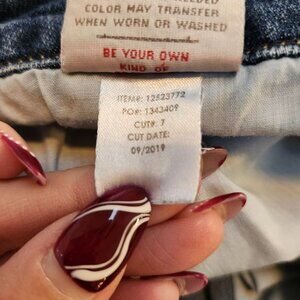 COLOR MAY TRANSFER
WHEN WORN OR WASHED
BE YOUR OWN
KIND OF
ITEM#: 12523772
PO#: 1343409
CUT#: 7
CUT DATE:
09/2019